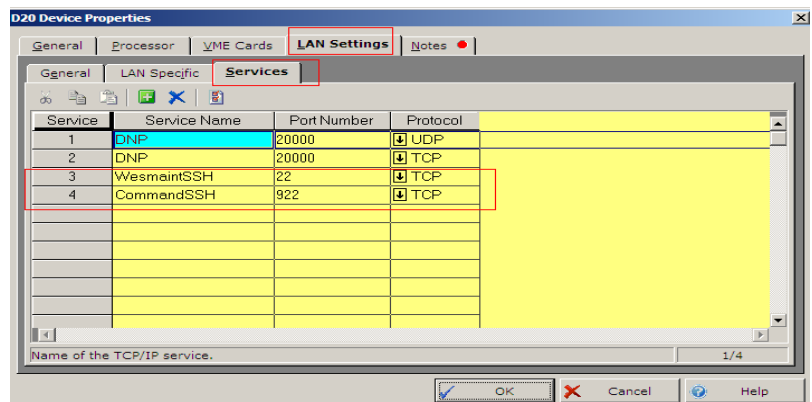 D20 Device Properties
General Processor VME Cards LAN Settings Notes
General LAN Specific Services
Service Service Name Port Number Protocol
1 DNP 20000 UDP
2 DNP 20000 TCP
3 WesmaintSSH 22 TCP
4 CommandSSH 922 TCP
Name of the TCP/IP service. 1/4
OK Cancel Help